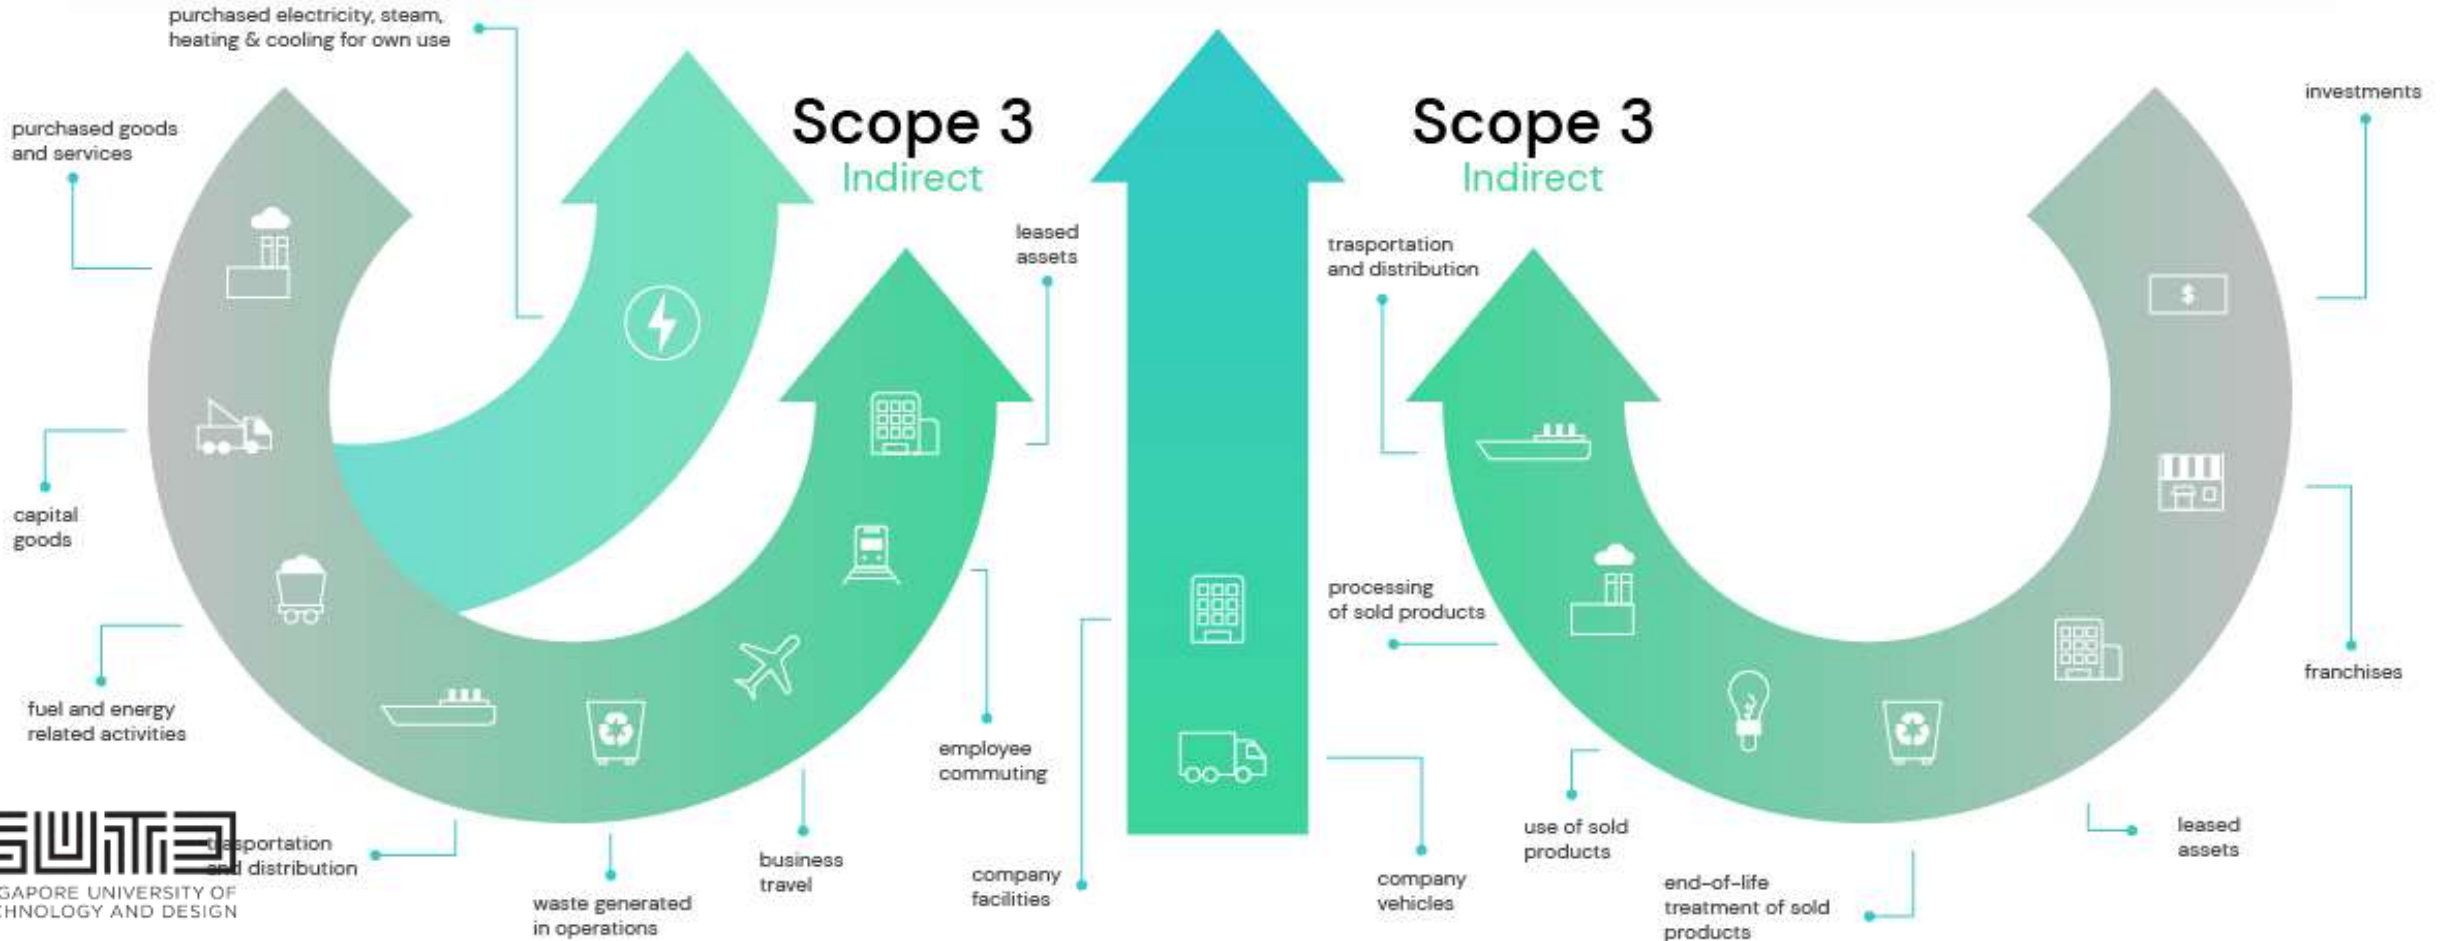 purchased electricity, steam,
heating & cooling for own use
purchased goods
and services
Scope 3
Indirect
Scope 3
Indirect
investments
leased
assets
trasportation
and distribution
$
capital
goods
processing
of sold products
franchises
fuel and energy
related activities
employee
commuting
use of sold
products
leased
assets
trasportation
and distribution
business
travel
company
facilities
company
vehicles
end-of-life
treatment of sold
products
waste generated
in operations
UNIVERSITY OF
AND DESIGN